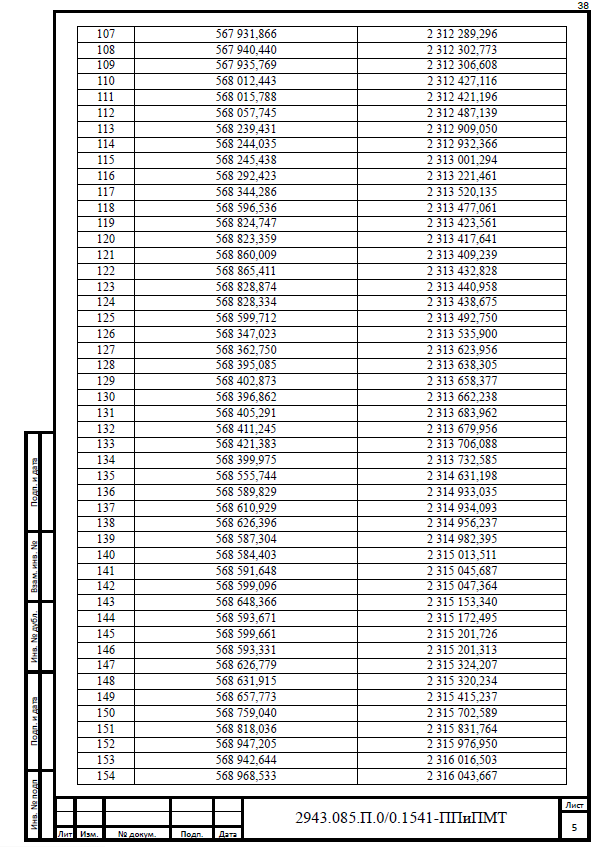 38
107 567 931,866 2 312 289,296
108 567 940,440 2 312 302,773
109 567 935,769 2 312 306,608
110 568 012,443 2 312 427,116
111 568 015,788 2 312 421,196
112 568 057,745 2 312 487,139
113 568 239,431 2 312 909,050
114 568 244,035 2 312 932,366
115 568 245,438 2 313 001,294
116 568 292,423 2 313 221,461
117 568 344,286 2 313 520,135
118 568 596,536 2 313 477,061
119 568 824,747 2 313 423,561
120 568 823,359 2 313 417,641
121 568 860,009 2 313 409,239
122 568 865,411 2 313 432,828
123 568 828,874 2 313 440,958
124 568 828,334 2 313 438,675
125 568 599,712 2 313 492,750
126 568 347,023 2 313 535,900
127 568 362,750 2 313 623,956
128 568 395,085 2 313 638,305
129 568 402,873 2 313 658,377
130 568 396,862 2 313 662,238
131 568 405,291 2 313 683,962
132 568 411,245 2 313 679,956
133 568 421,383 2 313 706,088
134 568 399,975 2 313 732,585
135 568 555,744 2 314 631,198
136 568 589,829 2 314 933,035
137 568 610,929 2 314 934,093
138 568 626,396 2 314 956,237
139 568 587,304 2 314 982,395
140 568 584,403 2 315 013,511
141 568 591,648 2 315 045,687
142 568 599,096 2 315 047,364
143 568 648,366 2 315 153,340
144 568 593,671 2 315 172,495
145 568 599,661 2 315 201,726
146 568 593,331 2 315 201,313
147 568 626,779 2 315 324,207
148 568 631,915 2 315 320,234
149 568 657,773 2 315 415,237
150 568 759,040 2 315 702,589
151 568 818,036 2 315 831,764
152 568 947,205 2 315 976,950
153 568 942,644 2 316 016,503
154 568 968,533 2 316 043,667
Подп. и дата
Взам. инв. №
Инв. № дубл.
Подп. и дата
Инв. № подп
Лит Изм. № докум. Подп. Дата
2943.085.П.0/0.1541-ППиПМТ
Лист
5